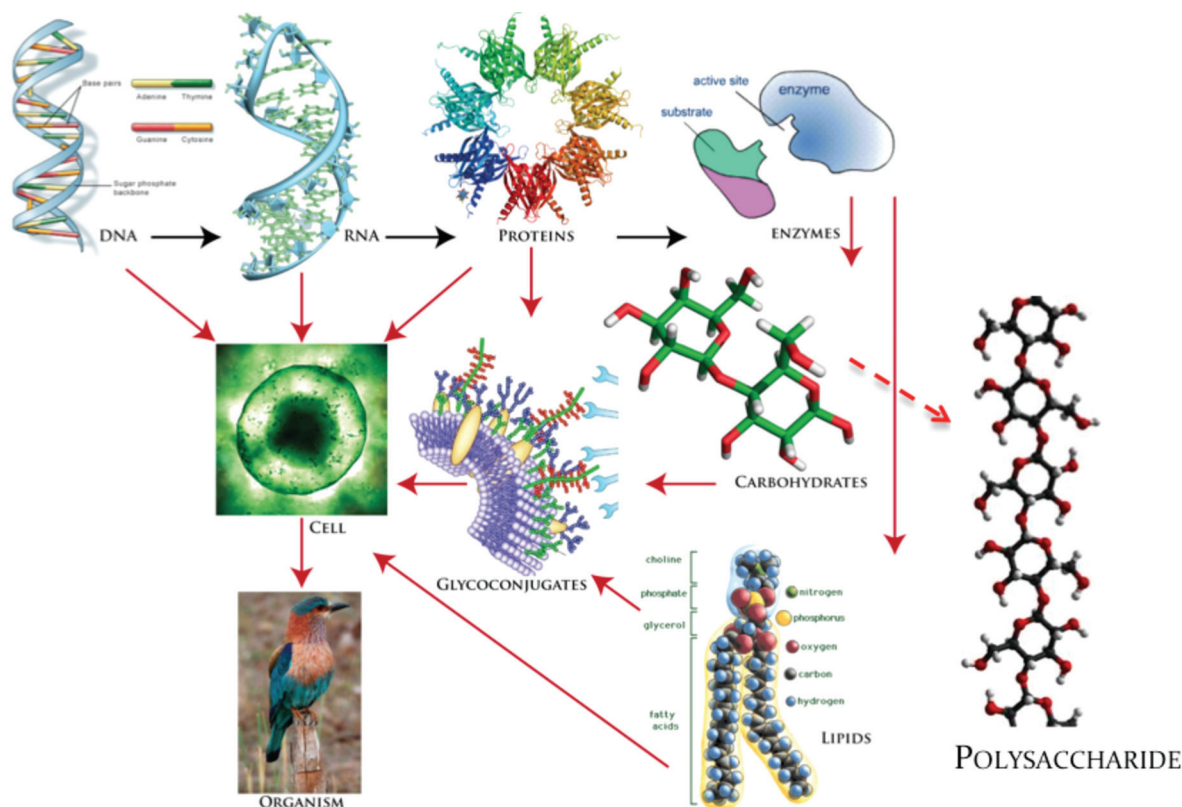 Base pairs
Adenine
Thymine
Guanine
Cytosine
Sugar phosphate
backbone
DNA
RNA
PROTEINS
active site
enzyme
substrate
ENZYMES
CARBOHYDRATES
CELL
GLYCOCONJUGATES
choline
phosphate
glycerol
fatty
acids
nitrogen
phosphorus
oxygen
carbon
hydrogen
LIPIDS
ORGANISM
POLYSACCHARIDE